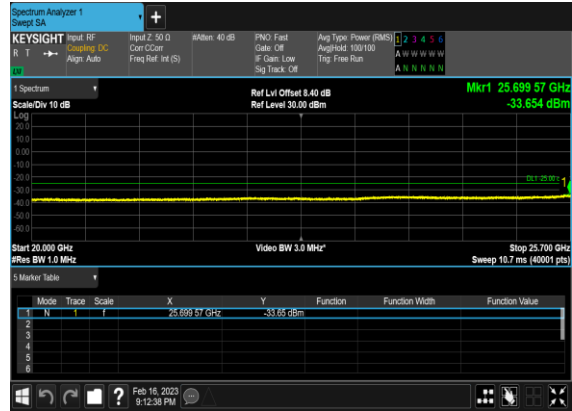 Spectrum Analyzer 1
Swept SA
+
KEYSIGHT Input: RF Input Z: 50 Ω #Atten: 40 dB PNO: Fast Avg Type: Power (RMS) 1 2 3 4 5 6
R T Coupling: DC Corr CCorr Gate: Off Avg|Hold: 100/100 A W W W W W
Align: Auto Freq Ref: Int (S) IF Gain: Low Trig: Free Run
Sig Track: Off A N N N N N
1 Spectrum Ref Lvl Offset 8.40 dB Mkr1 25.699 57 GHz
Scale/Div 10 dB Ref Level 30.00 dBm -33.654 dBm
Log
20.0
10.0
0.00
-10.0
-20.0
-30.0
-40.0
-50.0
-60.0
1
Start 20.000 GHz Video BW 3.0 MHz* Stop 25.700 GHz
#Res BW 1.0 MHz Sweep 10.7 ms (40001 pts)
5 Marker Table
Mode Trace Scale X Y Function Function Width Function Value
1 N 1 f 25.699 57 GHz -33.65 dBm
2
3
4
5
6
? Feb 16, 2023
9:12:38 PM